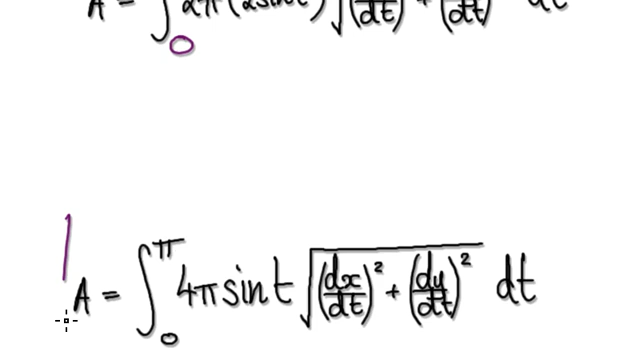 A = ∫₀ 2π(2sint)√((dx/dt)² + (dy/dt)²) dt
A = ∫₀^π 4π sint √((dx/dt)² + (dy/dt)²) dt